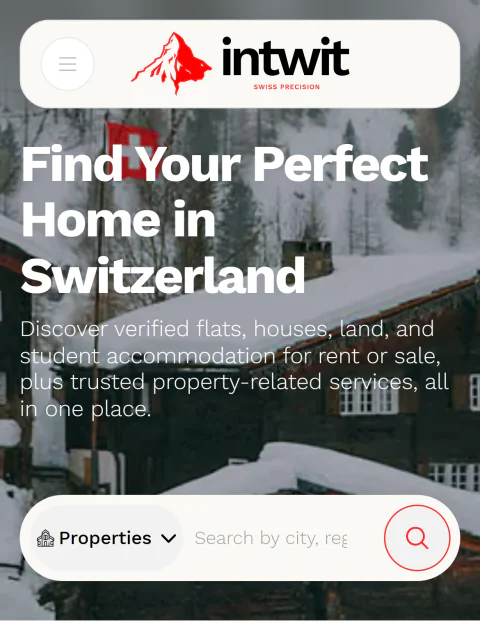 intwit
SWISS PRECISION
Find Your Perfect
Home in
Switzerland
Discover verified flats, houses, land, and
student accommodation for rent or sale,
plus trusted property-related services, all
in one place.
Properties Search by city, reg